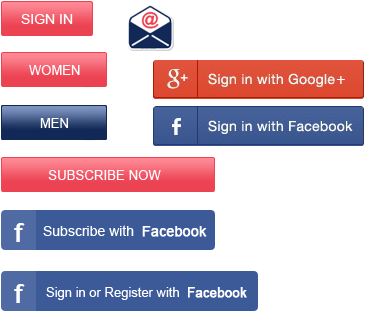 SIGN IN
@
WOMEN
g+ Sign in with Google+
MEN
f Sign in with Facebook
SUBSCRIBE NOW
f Subscribe with Facebook
f Sign in or Register with Facebook